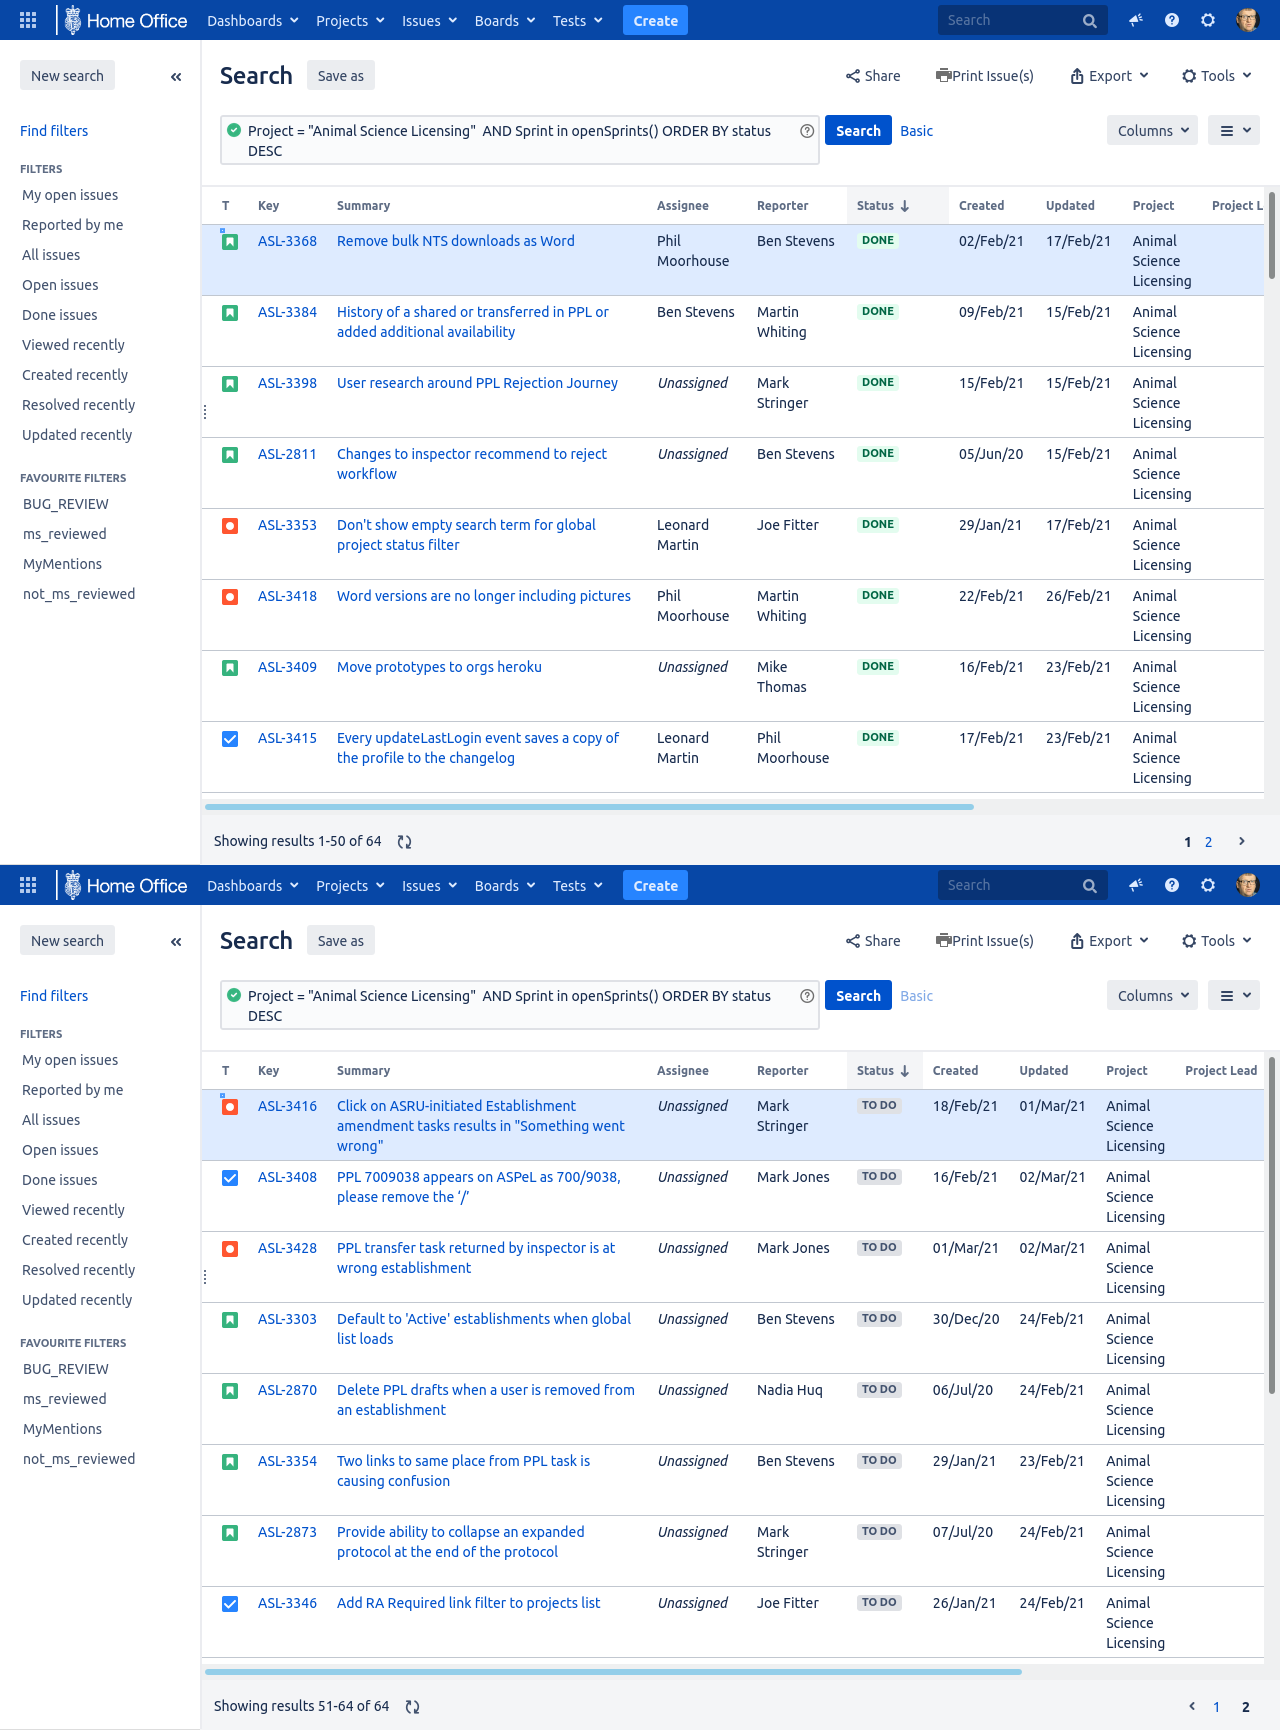 Home Office Dashboards Projects Issues Boards Tests Create Search
New search
Search Save as Share Print Issue(s) Export Tools
Find filters
Project = "Animal Science Licensing"  AND Sprint in openSprints() ORDER BY status
DESC
Search Basic Columns
FILTERS
My open issues
Reported by me
All issues
Open issues
Done issues
Viewed recently
Created recently
Resolved recently
Updated recently
FAVOURITE FILTERS
BUG_REVIEW
ms_reviewed
MyMentions
not_ms_reviewed
T Key Summary Assignee Reporter Status Created Updated Project Project L
ASL-3368 Remove bulk NTS downloads as Word Phil Ben Stevens DONE 02/Feb/21 17/Feb/21 Animal
Moorhouse Science
Licensing
ASL-3384 History of a shared or transferred in PPL or Ben Stevens Martin DONE 09/Feb/21 15/Feb/21 Animal
added additional availability Whiting Science
Licensing
ASL-3398 User research around PPL Rejection Journey Unassigned Mark DONE 15/Feb/21 15/Feb/21 Animal
Stringer Science
Licensing
ASL-2811 Changes to inspector recommend to reject Unassigned Ben Stevens DONE 05/Jun/20 15/Feb/21 Animal
workflow Science
Licensing
ASL-3353 Don't show empty search term for global Leonard Joe Fitter DONE 29/Jan/21 17/Feb/21 Animal
project status filter Martin Science
Licensing
ASL-3418 Word versions are no longer including pictures Phil Martin DONE 22/Feb/21 26/Feb/21 Animal
Moorhouse Whiting Science
Licensing
ASL-3409 Move prototypes to orgs heroku Unassigned Mike DONE 16/Feb/21 23/Feb/21 Animal
Thomas Science
Licensing
ASL-3415 Every updateLastLogin event saves a copy of Leonard Phil DONE 17/Feb/21 23/Feb/21 Animal
the profile to the changelog Martin Moorhouse Science
Licensing
Showing results 1-50 of 64 1 2
Home Office Dashboards Projects Issues Boards Tests Create Search
New search
Search Save as Share Print Issue(s) Export Tools
Find filters
Project = "Animal Science Licensing"  AND Sprint in openSprints() ORDER BY status
DESC
Search Basic Columns
FILTERS
My open issues
Reported by me
All issues
Open issues
Done issues
Viewed recently
Created recently
Resolved recently
Updated recently
FAVOURITE FILTERS
BUG_REVIEW
ms_reviewed
MyMentions
not_ms_reviewed
T Key Summary Assignee Reporter Status Created Updated Project Project Lead
ASL-3416 Click on ASRU-initiated Establishment Unassigned Mark TO DO 18/Feb/21 01/Mar/21 Animal
amendment tasks results in "Something went Stringer Science
wrong" Licensing
ASL-3408 PPL 7009038 appears on ASPeL as 700/9038, Unassigned Mark Jones TO DO 16/Feb/21 02/Mar/21 Animal
please remove the ‘/’ Science
Licensing
ASL-3428 PPL transfer task returned by inspector is at Unassigned Mark Jones TO DO 01/Mar/21 02/Mar/21 Animal
wrong establishment Science
Licensing
ASL-3303 Default to 'Active' establishments when global Unassigned Ben Stevens TO DO 30/Dec/20 24/Feb/21 Animal
list loads Science
Licensing
ASL-2870 Delete PPL drafts when a user is removed from Unassigned Nadia Huq TO DO 06/Jul/20 24/Feb/21 Animal
an establishment Science
Licensing
ASL-3354 Two links to same place from PPL task is Unassigned Ben Stevens TO DO 29/Jan/21 23/Feb/21 Animal
causing confusion Science
Licensing
ASL-2873 Provide ability to collapse an expanded Unassigned Mark TO DO 07/Jul/20 24/Feb/21 Animal
protocol at the end of the protocol Stringer Science
Licensing
ASL-3346 Add RA Required link filter to projects list Unassigned Joe Fitter TO DO 26/Jan/21 24/Feb/21 Animal
Science
Licensing
Showing results 51-64 of 64 1 2